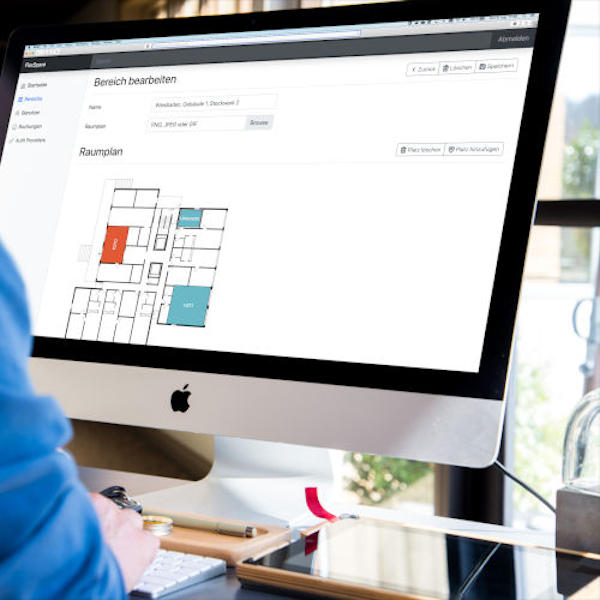 FlexSpace
Abmelden
Startseite
Bereiche
Benutzer
Buchungen
Auth Providers
Bereich bearbeiten
Zurück
Löschen
Speichern
Name
Wiesbaden, Gebäude 1, Stockwerk 2
Raumplan
PNG, JPEG oder GIF
Browse
Raumplan
Platz löschen
Platz hinzufügen